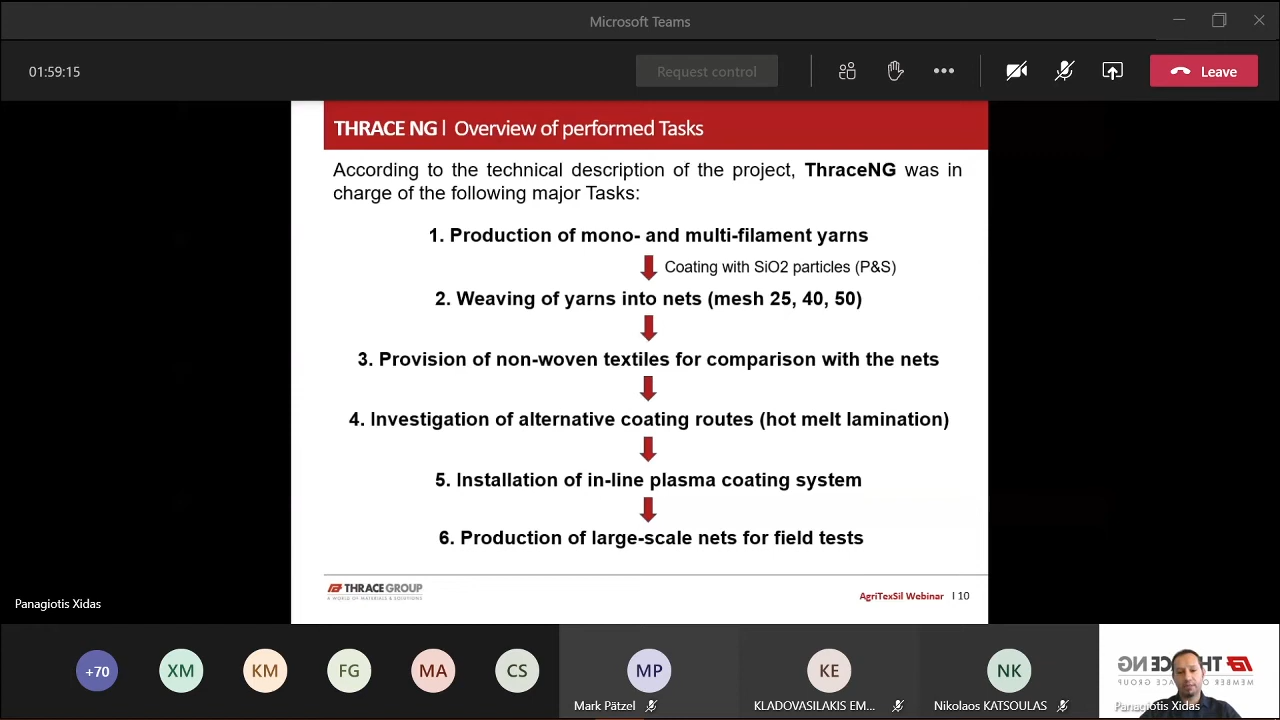 Microsoft Teams
01:59:15
Request control
Leave
THRACE NG | Overview of performed Tasks
According to the technical description of the project, ThraceNG was in
charge of the following major Tasks:
1. Production of mono- and multi-filament yarns
Coating with SiO2 particles (P&S)
2. Weaving of yarns into nets (mesh 25, 40, 50)
3. Provision of non-woven textiles for comparison with the nets
4. Investigation of alternative coating routes (hot melt lamination)
5. Installation of in-line plasma coating system
6. Production of large-scale nets for field tests
THRACE GROUP
A WORLD OF MATERIALS & SOLUTIONS
AgriTexSil Webinar | 10
Panagiotis Xidas
+70
XM
KM
FG
MA
CS
MP
Mark Pätzel
KE
KLADOVASILAKIS EM...
NK
Nikolaos KATSOULAS
THRACE NG
MEMBER OF THRACE GROUP
Panagiotis Xidas